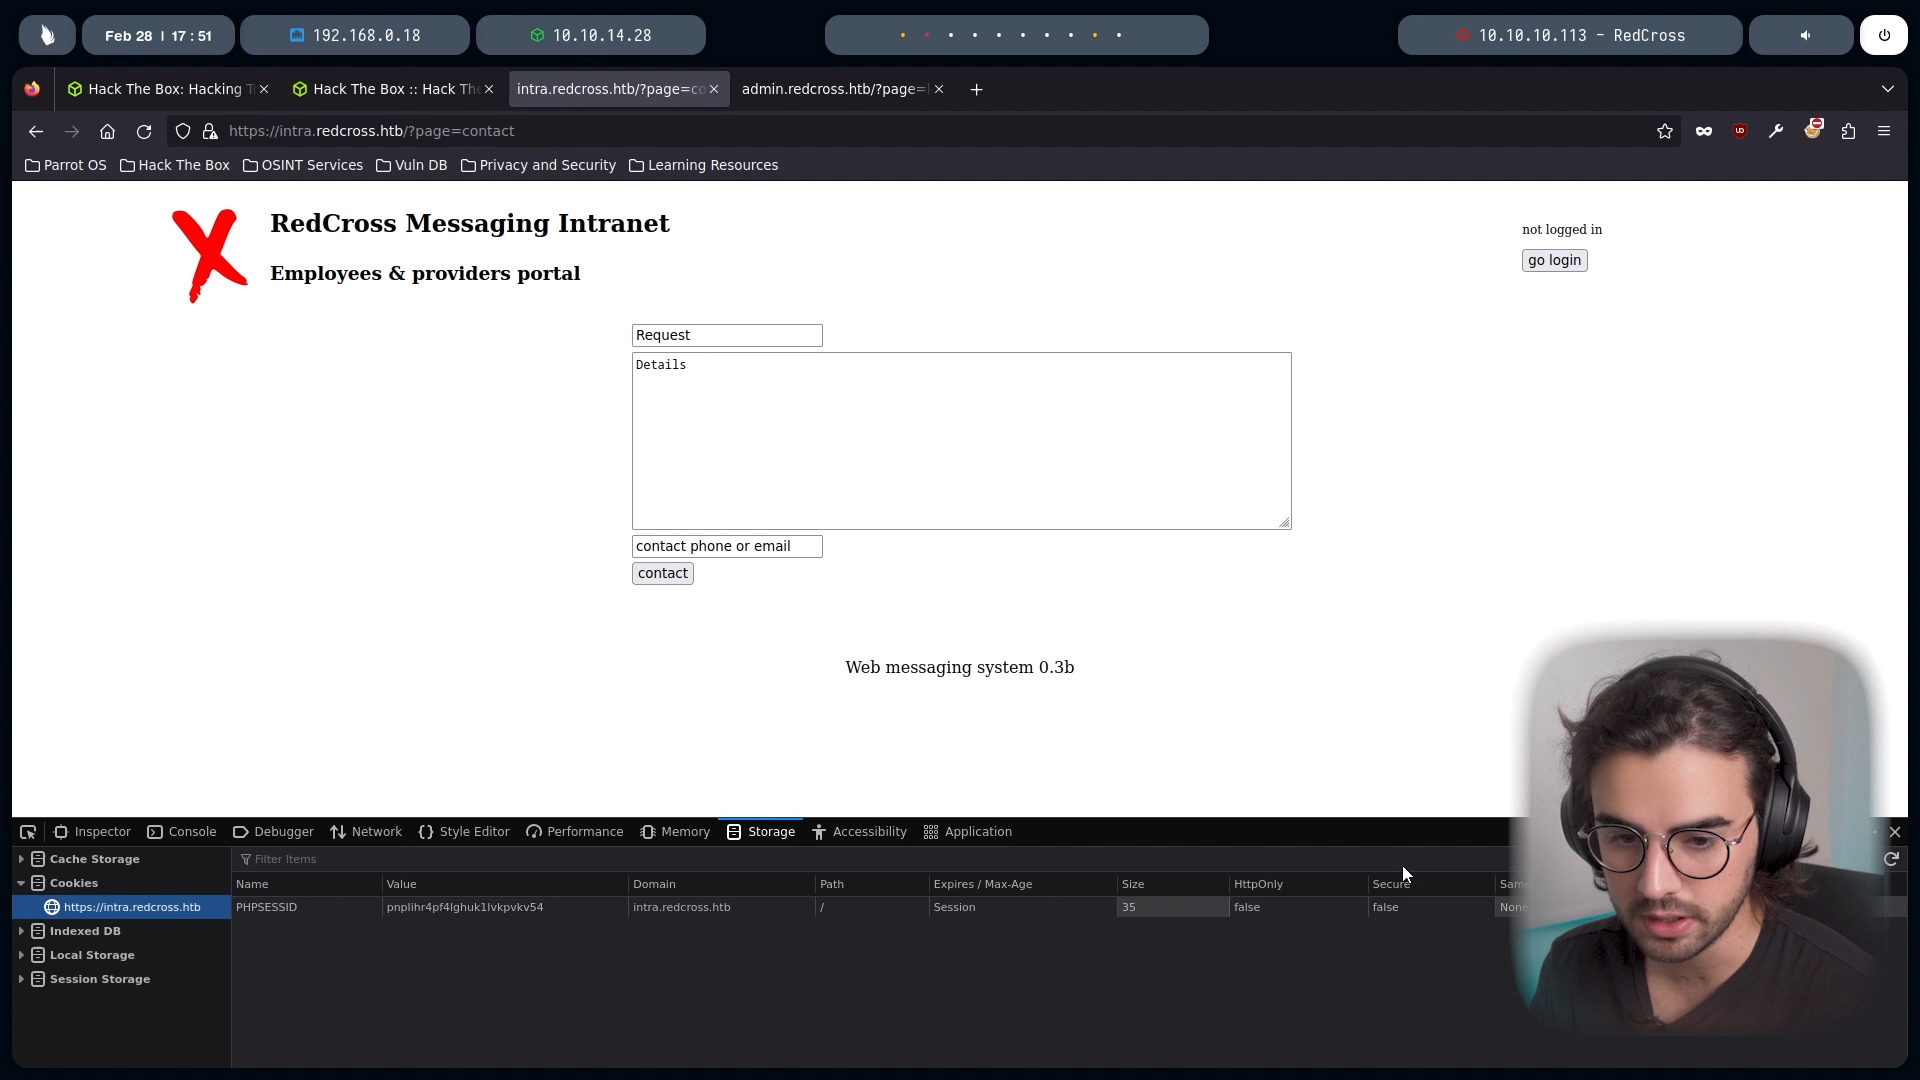 Feb 28 | 17:51
192.168.0.18
10.10.14.28
10.10.10.113 - RedCross
Hack The Box: Hacking T
Hack The Box :: Hack The
intra.redcross.htb/?page=co
admin.redcross.htb/?page=
https://intra.redcross.htb/?page=contact
Parrot OS
Hack The Box
OSINT Services
Vuln DB
Privacy and Security
Learning Resources
RedCross Messaging Intranet
Employees & providers portal
not logged in
go login
Request
Details
contact phone or email
contact
Web messaging system 0.3b
Inspector
Console
Debugger
Network
Style Editor
Performance
Memory
Storage
Accessibility
Application
Cache Storage
Cookies
https://intra.redcross.htb
Indexed DB
Local Storage
Session Storage
Filter Items
Name Value Domain Path Expires / Max-Age Size HttpOnly Secure Same
PHPSESSID pnplihr4pf4lghuk1lvkpvkv54 intra.redcross.htb / Session 35 false false None